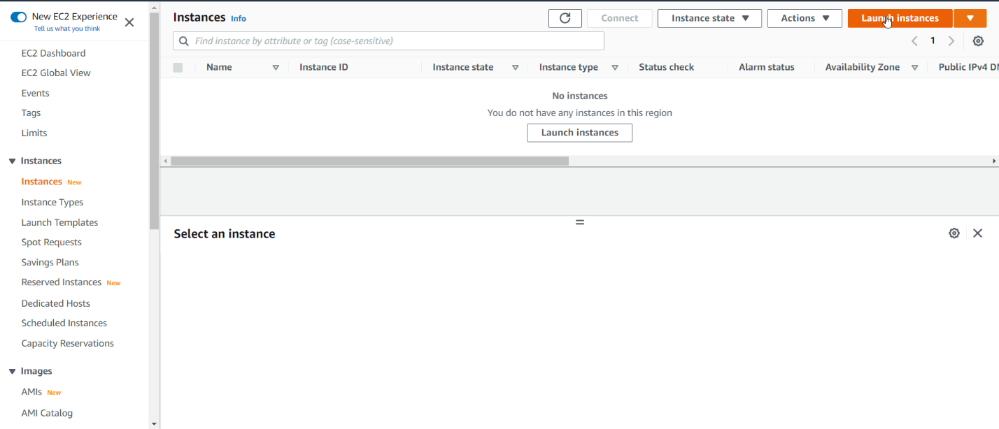 New EC2 Experience
Tell us what you think
EC2 Dashboard
EC2 Global View
Events
Tags
Limits
Instances
Instances New
Instance Types
Launch Templates
Spot Requests
Savings Plans
Reserved Instances New
Dedicated Hosts
Scheduled Instances
Capacity Reservations
Images
AMIs New
AMI Catalog
Instances Info
Connect
Instance state
Actions
Launch instances
Find instance by attribute or tag (case-sensitive)
1
Name Instance ID Instance state Instance type Status check Alarm status Availability Zone Public IPv4 DN
No instances
You do not have any instances in this region
Launch instances
Select an instance